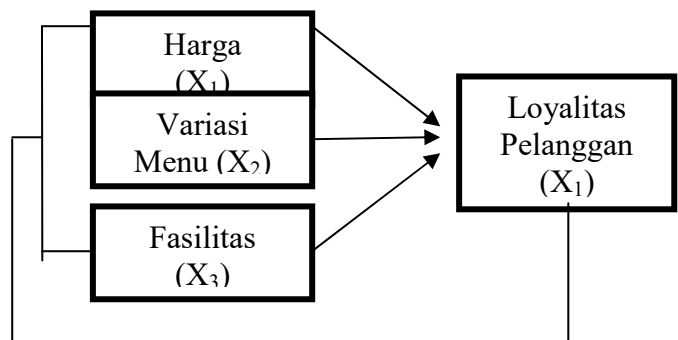 Harga
(X₁)
Variasi
Menu (X₂)
Fasilitas
(X₃)
Loyalitas
Pelanggan
(X₁)